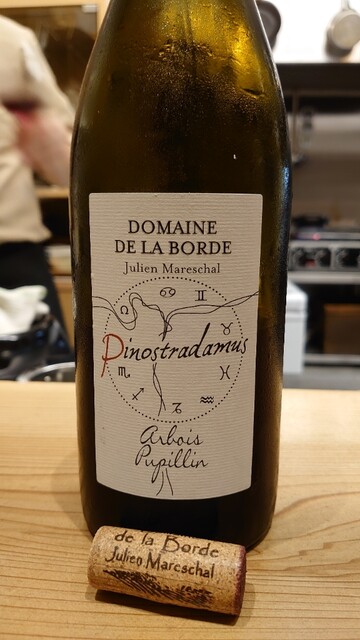 DOMAINE
DE LA BORDE
Julien Mareschal
Pinostradamus
Arbois
Pupillin
de la Borde
Julien Mareschal